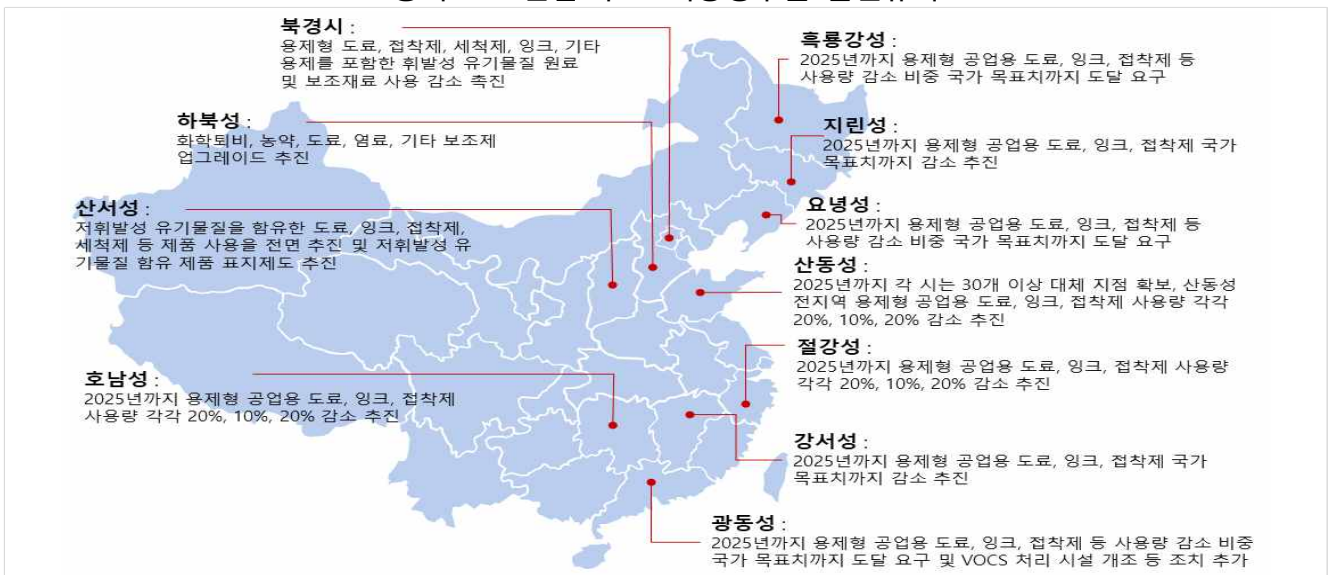 북경시 :
용제형 도료, 접착제, 세척제, 잉크, 기타
용제를 포함한 휘발성 유기물질 원료
및 보조재료 사용 감소 촉진
흑룡강성 :
2025년까지 용제형 공업용 도료, 잉크, 접착제 등
사용량 감소 비중 국가 목표치까지 도달 요구
하북성 :
화학퇴비, 농약, 도료, 염료, 기타 보조제
업그레이드 추진
지린성 :
2025년까지 용제형 공업용 도료, 잉크, 접착제 국가
목표치까지 감소 추진
산서성 :
저휘발성 유기물질을 함유한 도료, 잉크, 접착제,
세척제 등 제품 사용을 전면 추진 및 저휘발성 유
기물질 함유 제품 표지제도 추진
요녕성 :
2025년까지 용제형 공업용 도료, 잉크, 접착제 등
사용량 감소 비중 국가 목표치까지 도달 요구
산동성 :
2025년까지 각 시는 30개 이상 대체 지점 확보, 산동성
전지역 용제형 공업용 도료, 잉크, 접착제 사용량 각각
20%, 10%, 20% 감소 추진
절강성 :
2025년까지 용제형 공업용 도료, 잉크, 접착제 사용량
각각 20%, 10%, 20% 감소 추진
호남성 :
2025년까지 용제형 공업용 도료, 잉크, 접착제
사용량 각각 20%, 10%, 20% 감소 추진
강서성 :
2025년까지 용제형 공업용 도료, 잉크, 접착제 국가
목표치까지 감소 추진
광동성 :
2025년까지 용제형 공업용 도료, 잉크, 접착제 등 사용량 감소 비중
국가 목표치까지 도달 요구 및 VOCS 처리 시설 개조 등 조치 추가